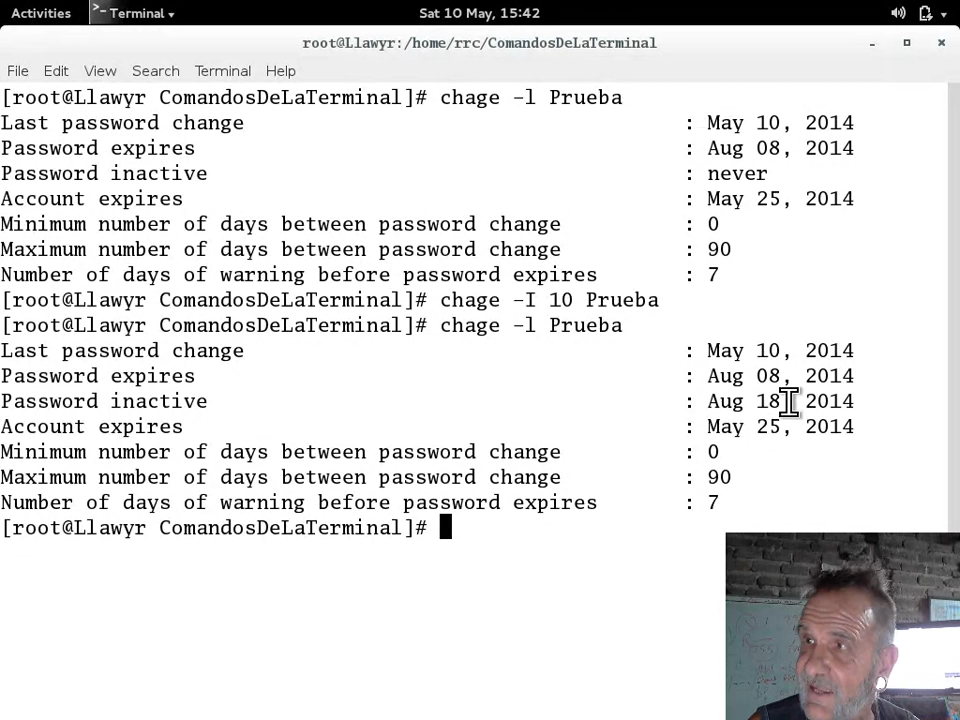 Activities Terminal Sat 10 May, 15:42
root@Llawyr:/home/rrc/ComandosDeLaTerminal
File Edit View Search Terminal Help
[root@Llawyr ComandosDeLaTerminal]# chage -l Prueba
Last password change : May 10, 2014
Password expires : Aug 08, 2014
Password inactive : never
Account expires : May 25, 2014
Minimum number of days between password change : 0
Maximum number of days between password change : 90
Number of days of warning before password expires : 7
[root@Llawyr ComandosDeLaTerminal]# chage -I 10 Prueba
[root@Llawyr ComandosDeLaTerminal]# chage -l Prueba
Last password change : May 10, 2014
Password expires : Aug 08, 2014
Password inactive : Aug 18, 2014
Account expires : May 25, 2014
Minimum number of days between password change : 0
Maximum number of days between password change : 90
Number of days of warning before password expires : 7
[root@Llawyr ComandosDeLaTerminal]#